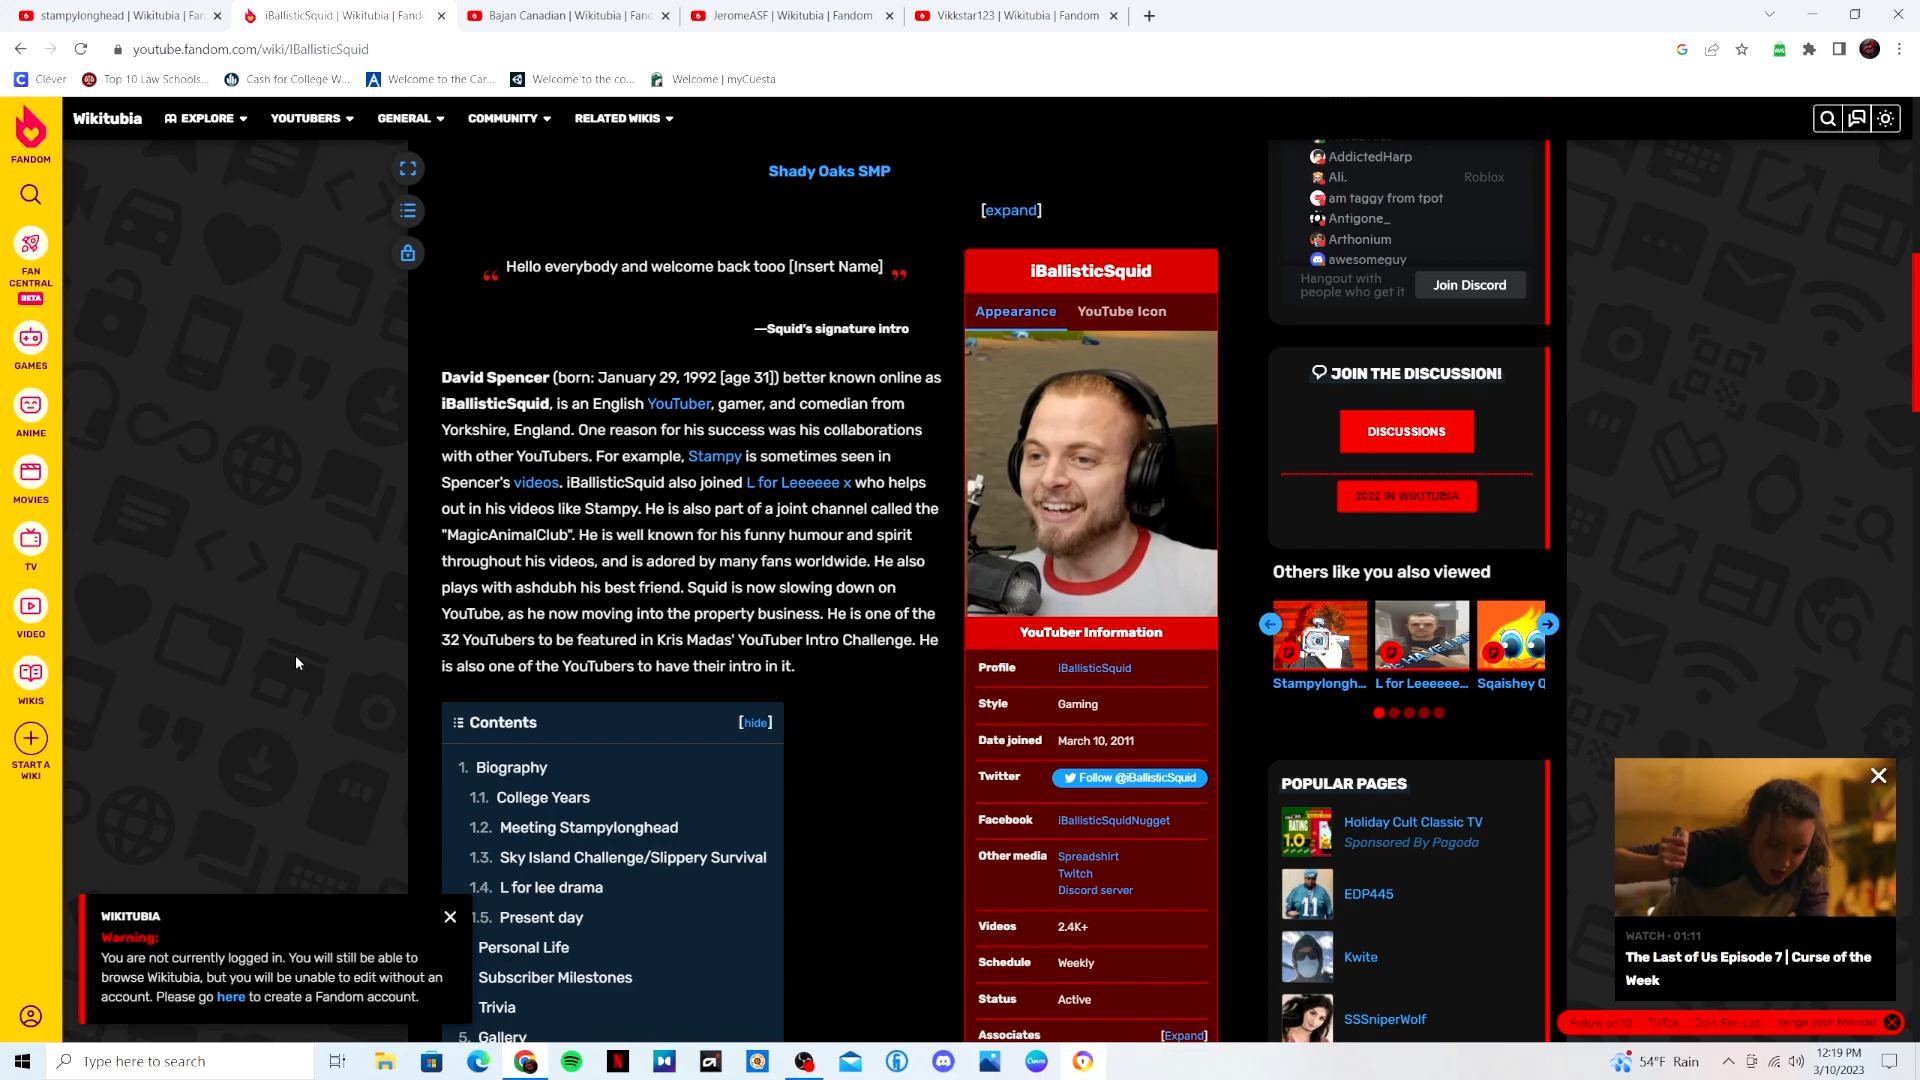 stampylonghead | Wikitubia | Fan
iBallisticSquid | Wikitubia | Fando
Bajan Canadian | Wikitubia | Fand
JeromeASF | Wikitubia | Fandom
Vikkstar123 | Wikitubia | Fandom
youtube.fandom.com/wiki/IBallisticSquid
Clever
Top 10 Law Schools...
Cash for College W...
Welcome to the Car...
Welcome to the co...
Welcome | myCuesta
FANDOM
FAN CENTRAL
BETA
GAMES
ANIME
MOVIES
TV
VIDEO
WIKIS
START A WIKI
Wikitubia
EXPLORE
YOUTUBERS
GENERAL
COMMUNITY
RELATED WIKIS
Shady Oaks SMP
[expand]
“ Hello everybody and welcome back tooo [Insert Name] ”
—Squid's signature intro
David Spencer (born: January 29, 1992 [age 31]) better known online as
iBallisticSquid, is an English YouTuber, gamer, and comedian from
Yorkshire, England. One reason for his success was his collaborations
with other YouTubers. For example, Stampy is sometimes seen in
Spencer's videos. iBallisticSquid also joined L for Leeeeee x who helps
out in his videos like Stampy. He is also part of a joint channel called the
"MagicAnimalClub". He is well known for his funny humour and spirit
throughout his videos, and is adored by many fans worldwide. He also
plays with ashdubh his best friend. Squid is now slowing down on
YouTube, as he now moving into the property business. He is one of the
32 YouTubers to be featured in Kris Madas' YouTuber Intro Challenge. He
is also one of the YouTubers to have their intro in it.
Contents [hide]
1. Biography
1.1. College Years
1.2. Meeting Stampylonghead
1.3. Sky Island Challenge/Slippery Survival
1.4. L for lee drama
1.5. Present day
Personal Life
Subscriber Milestones
Trivia
5. Gallery
iBallisticSquid
Appearance YouTube Icon
YouTuber Information
Profile iBallisticSquid
Style Gaming
Date joined March 10, 2011
Twitter Follow @iBallisticSquid
Facebook iBallisticSquidNugget
Other media Spreadshirt
Twitch
Discord server
Videos 2.4K+
Schedule Weekly
Status Active
Associates [Expand]
AddictedHarp
Ali. Roblox
am taggy from tpot
Antigone_
Arthonium
awesomeguy
Hangout with
people who get it
Join Discord
JOIN THE DISCUSSION!
DISCUSSIONS
2022 IN WIKITUBIA
Others like you also viewed
Stampylongh...
L for Leeeeee...
Sqaishey Q
POPULAR PAGES
RATING
1.0
Holiday Cult Classic TV
Sponsored By Pagoda
EDP445
Kwite
SSSniperWolf
WATCH • 01:11
The Last of Us Episode 7 | Curse of the
Week
Follow on IG TikTok Join Fan Lab
WIKITUBIA
Warning:
You are not currently logged in. You will still be able to
browse Wikitubia, but you will be unable to edit without an
account. Please go here to create a Fandom account.
Type here to search
54°F Rain
12:19 PM
3/10/2023